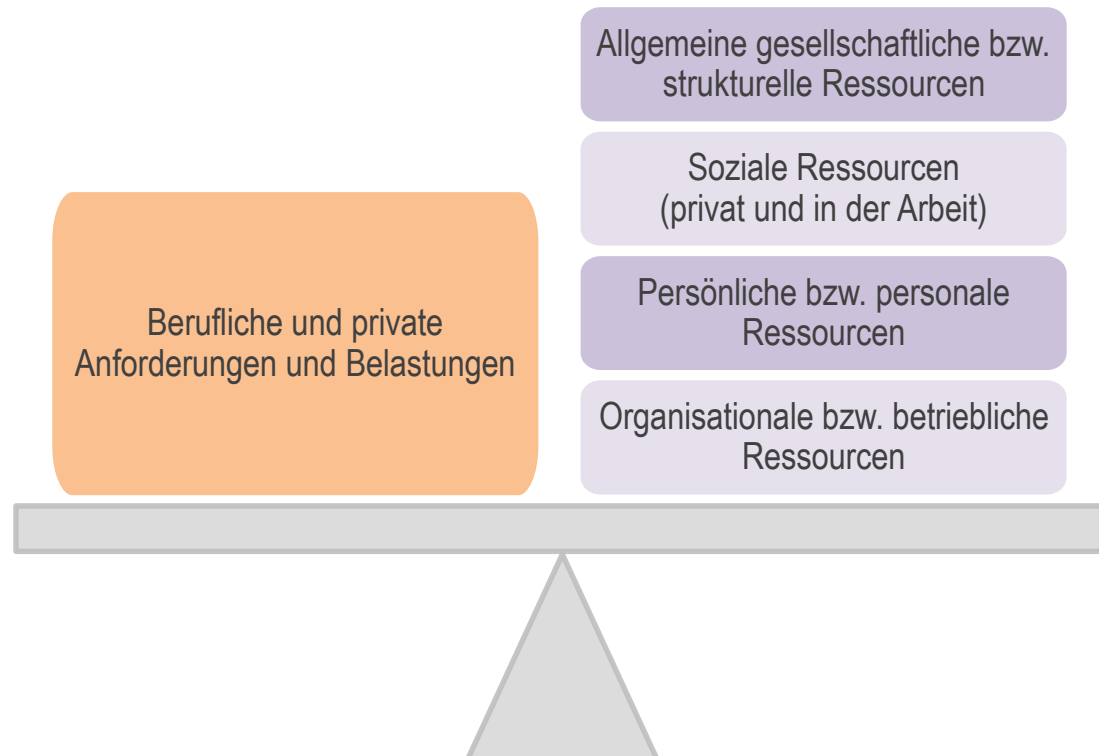 Allgemeine gesellschaftliche bzw.
strukturelle Ressourcen
Soziale Ressourcen
(privat und in der Arbeit)
Berufliche und private
Anforderungen und Belastungen
Persönliche bzw. personale
Ressourcen
Organisationale bzw. betriebliche
Ressourcen